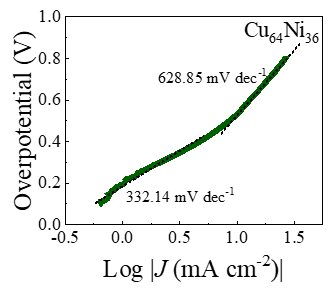 Cu64Ni36
1.0
0.8
0.6
0.4
0.2
0.0
Overpotential (V)
628.85 mV dec-1
332.14 mV dec-1
-0.5 0.0 0.5 1.0 1.5
Log |J (mA cm-2)|